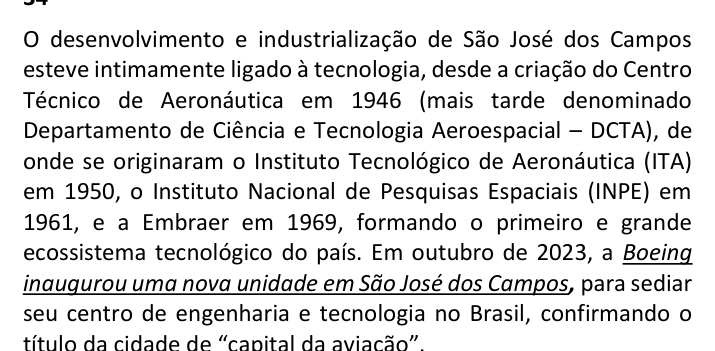 34
O desenvolvimento e industrialização de São José dos Campos
esteve intimamente ligado à tecnologia, desde a criação do Centro
Técnico de Aeronáutica em 1946 (mais tarde denominado
Departamento de Ciência e Tecnologia Aeroespacial – DCTA), de
onde se originaram o Instituto Tecnológico de Aeronáutica (ITA)
em 1950, o Instituto Nacional de Pesquisas Espaciais (INPE) em
1961, e a Embraer em 1969, formando o primeiro e grande
ecossistema tecnológico do país. Em outubro de 2023, a Boeing
inaugurou uma nova unidade em São José dos Campos, para sediar
seu centro de engenharia e tecnologia no Brasil, confirmando o
título da cidade de “capital da aviação”.